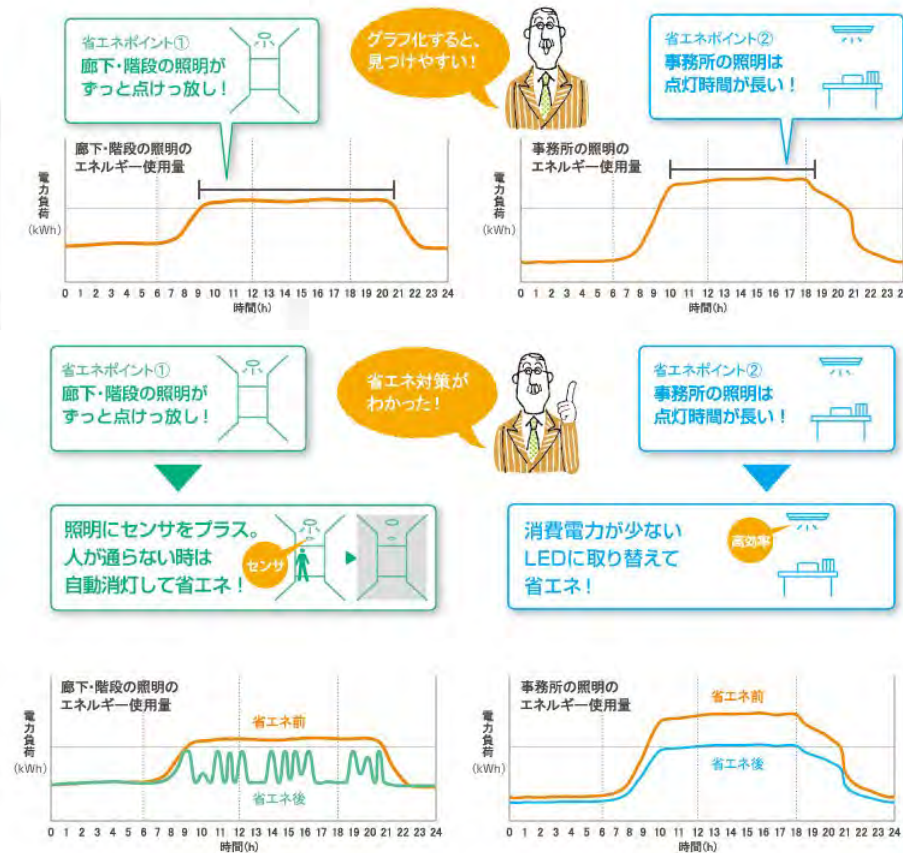 省エネポイント①
廊下・階段の照明が
ずっと点けっ放し！
グラフ化すると、
見つけやすい！
省エネポイント②
事務所の照明は
点灯時間が長い！
廊下・階段の照明の
エネルギー使用量
電力負荷
(kWh)
0 1 2 3 4 5 6 7 8 9 10 11 12 13 14 15 16 17 18 19 20 21 22 23 24
時間(h)
事務所の照明の
エネルギー使用量
電力負荷
(kWh)
0 1 2 3 4 5 6 7 8 9 10 11 12 13 14 15 16 17 18 19 20 21 22 23 2
時間(h)
省エネポイント①
廊下・階段の照明が
ずっと点けっ放し！
省エネ対策が
わかった！
省エネポイント②
事務所の照明は
点灯時間が長い！
照明にセンサをプラス。
人が通らない時は
自動消灯して省エネ！
センサ
消費電力が少ない
LEDに取り替えて
省エネ！
高効率
廊下・階段の照明の
エネルギー使用量
省エネ前
省エネ後
電力負荷
(kWh)
0 1 2 3 4 5 6 7 8 9 10 11 12 13 14 15 16 17 18 19 20 21 22 23 24
時間(h)
事務所の照明の
エネルギー使用量
省エネ前
省エネ後
電力負荷
(kWh)
0 1 2 3 4 5 6 7 8 9 10 11 12 13 14 15 16 17 18 19 20 21 22 23 24
時間(h)